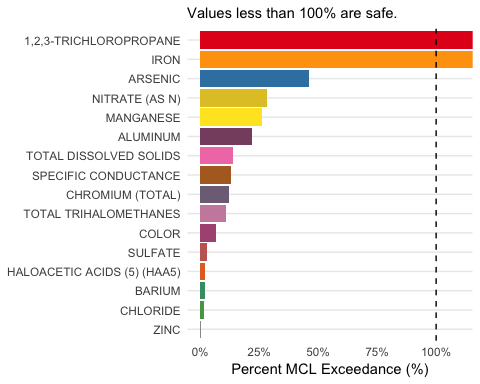 Values less than 100% are safe.
1,2,3-TRICHLOROPROPANE
IRON
ARSENIC
NITRATE (AS N)
MANGANESE
ALUMINUM
TOTAL DISSOLVED SOLIDS
SPECIFIC CONDUCTANCE
CHROMIUM (TOTAL)
TOTAL TRIHALOMETHANES
COLOR
SULFATE
HALOACETIC ACIDS (5) (HAA5)
BARIUM
CHLORIDE
ZINC
0% 25% 50% 75% 100%
Percent MCL Exceedance (%)